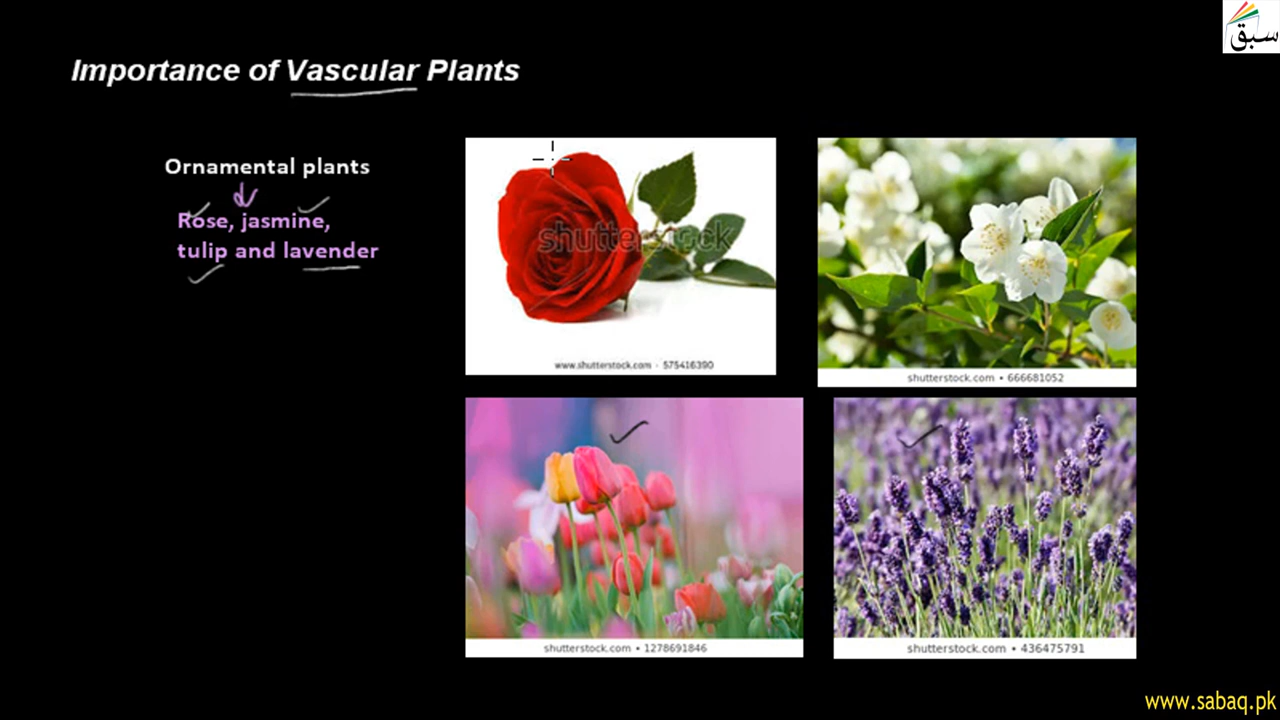 سبق
Importance of Vascular Plants
Ornamental plants
Rose, jasmine,
tulip and lavender
shutterstock
www.shutterstock.com · 575416390
shutterstock.com • 666681052
shutterstock.com • 1278691846
shutterstock.com • 436475791
www.sabaq.pk